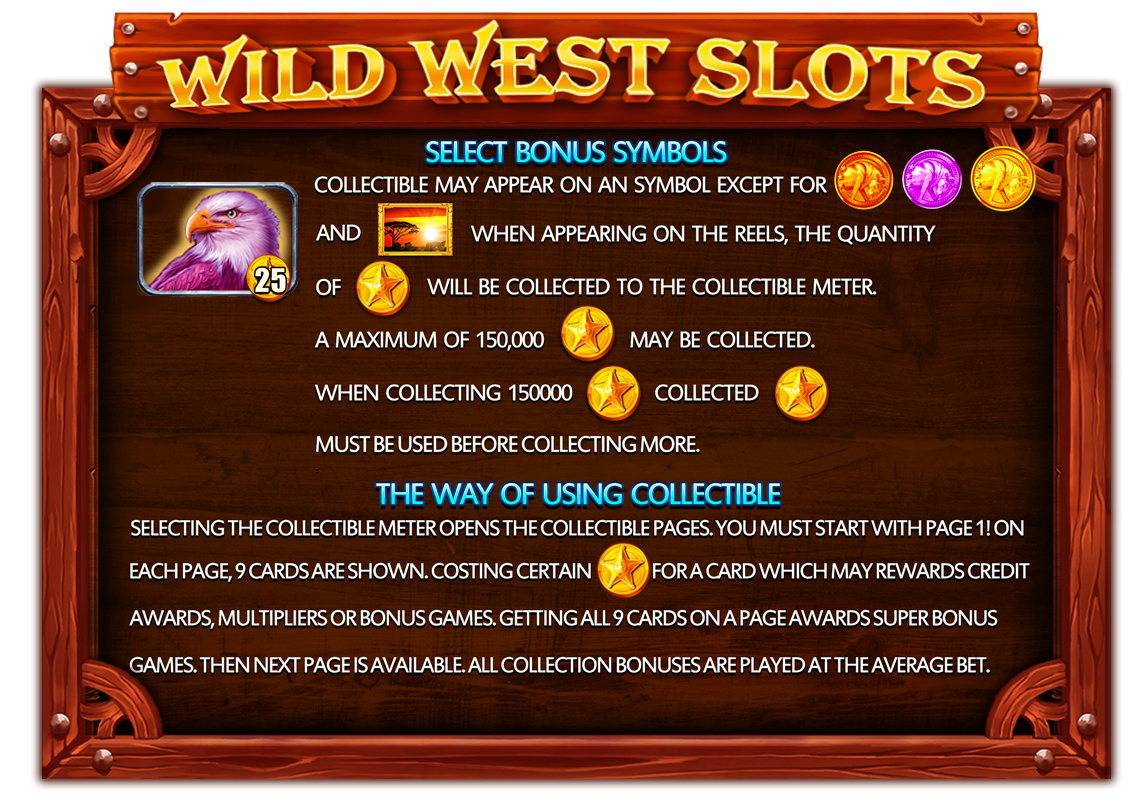 WILD WEST SLOTS
SELECT BONUS SYMBOLS
COLLECTIBLE MAY APPEAR ON AN SYMBOL EXCEPT FOR
AND WHEN APPEARING ON THE REELS, THE QUANTITY
25
OF WILL BE COLLECTED TO THE COLLECTIBLE METER.
A MAXIMUM OF 150,000 MAY BE COLLECTED.
WHEN COLLECTING 150000 COLLECTED
MUST BE USED BEFORE COLLECTING MORE.
THE WAY OF USING COLLECTIBLE
SELECTING THE COLLECTIBLE METER OPENS THE COLLECTIBLE PAGES. YOU MUST START WITH PAGE 1! ON
EACH PAGE, 9 CARDS ARE SHOWN. COSTING CERTAIN FOR A CARD WHICH MAY REWARDS CREDIT
AWARDS, MULTIPLIERS OR BONUS GAMES. GETTING ALL 9 CARDS ON A PAGE AWARDS SUPER BONUS
GAMES. THEN NEXT PAGE IS AVAILABLE. ALL COLLECTION BONUSES ARE PLAYED AT THE AVERAGE BET.